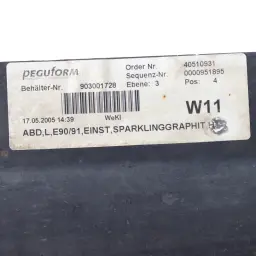 PEGUFORM
Order Nr. 40510931
Sequenz-Nr. 0000951895
Behälter-Nr. 903001728 Ebene: 3 Pos: 4
17.05.2005 14:39 WeKl W11
ABD,L,E90/91,EINST,SPARKLINGGRAPHIT